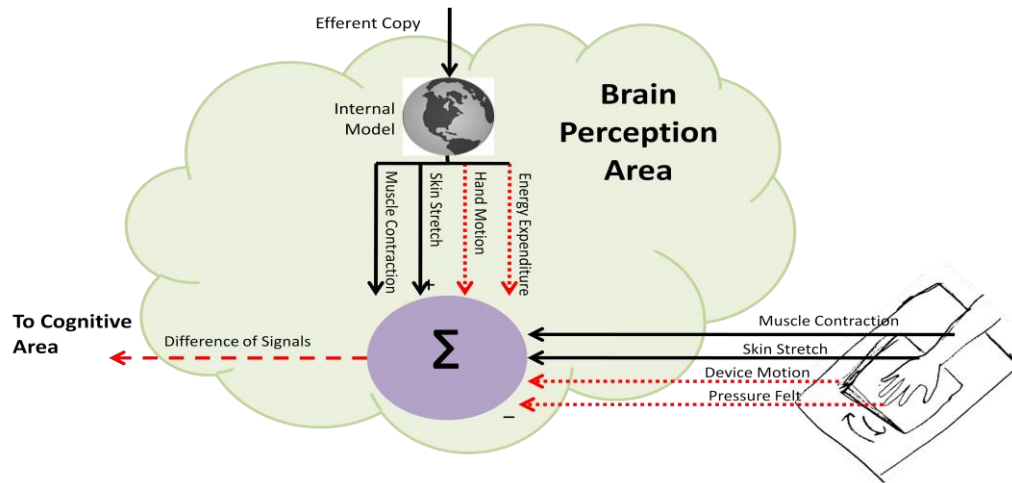 Efferent Copy
Brain
Perception
Area
Internal
Model
Muscle Contraction
Skin Stretch
Hand Motion
Energy Expenditure
+
To Cognitive
Area
Difference of Signals
Σ
Muscle Contraction
Skin Stretch
Device Motion
Pressure Felt
–